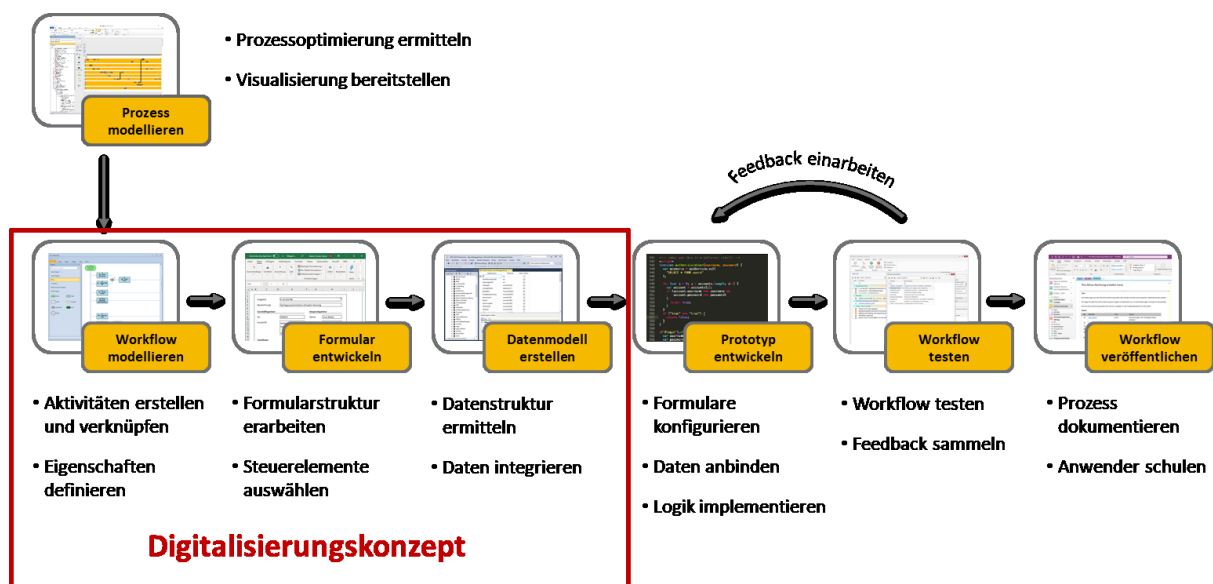 • Prozessoptimierung ermitteln
• Visualisierung bereitstellen
Prozess
modellieren
Feedback einarbeiten
Workflow
modellieren
Formular
entwickeln
Datenmodell
erstellen
Prototyp
entwickeln
Workflow
testen
Workflow
veröffentlichen
• Aktivitäten erstellen
und verknüpfen
• Eigenschaften
definieren
• Formularstruktur
erarbeiten
• Steuerelemente
auswählen
• Datenstruktur
ermitteln
• Daten integrieren
• Formulare
konfigurieren
• Daten anbinden
• Logik implementieren
• Workflow testen
• Feedback sammeln
• Prozess
dokumentieren
• Anwender schulen
Digitalisierungskonzept